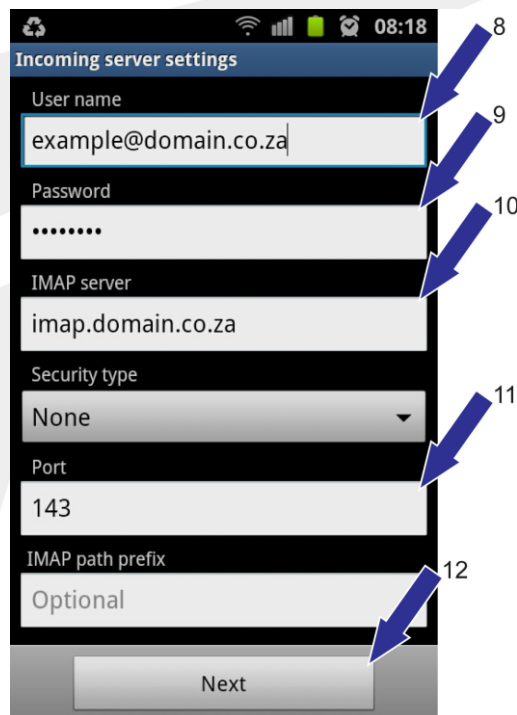 08:18
8
Incoming server settings
User name
example@domain.co.za
9
Password
••••••••
10
IMAP server
imap.domain.co.za
Security type
None
11
Port
143
IMAP path prefix
12
Optional
Next